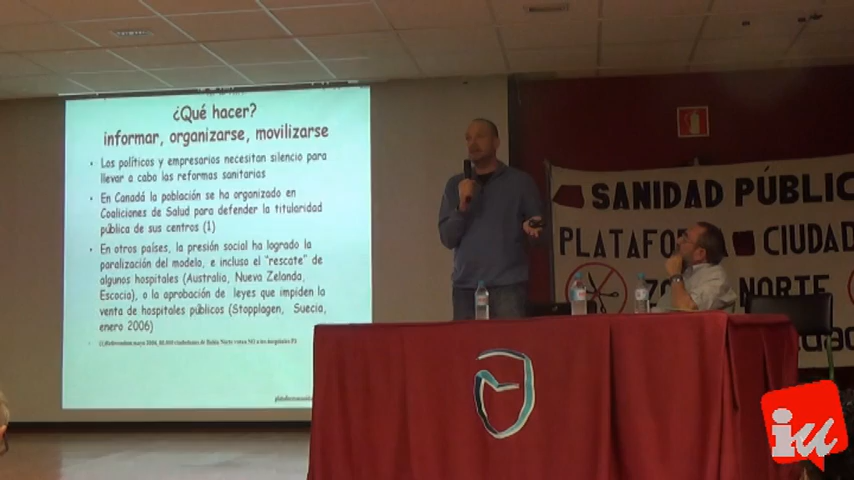 ¿Qué hacer?
informar, organizarse, movilizarse
• Los políticos y empresarios necesitan silencio para
llevar a cabo las reformas sanitarias
• En Canadá la población se ha organizado en
Coaliciones de Salud para defender la titularidad
pública de sus centros (1)
• En otros países, la presión social ha logrado la
paralización del modelo, e incluso el "rescate" de
algunos hospitales (Australia, Nueva Zelanda,
Escocia), o la aprobación de leyes que impiden la
venta de hospitales públicos (Stopplagen, Suecia,
enero 2006)
SANIDAD PÚBLIC
PLATAFO A CIUDAD
ZO NORTE
iu